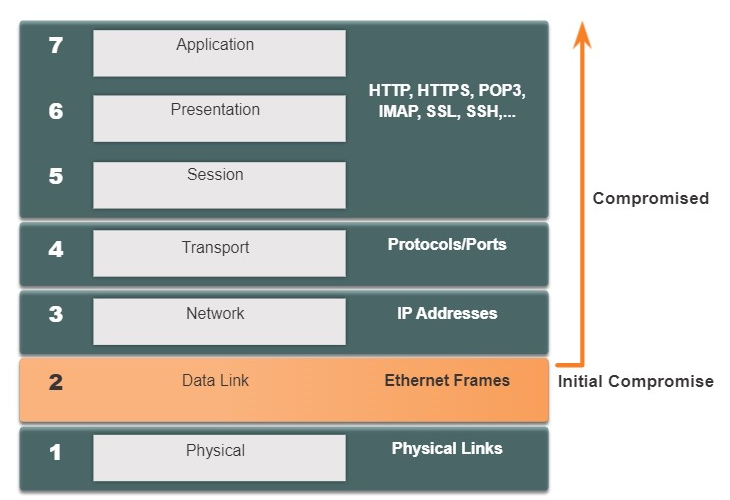 7 Application
HTTP, HTTPS, POP3,
6 Presentation
IMAP, SSL, SSH,...
5 Session
Compromised
4 Transport Protocols/Ports
3 Network IP Addresses
2 Data Link Ethernet Frames Initial Compromise
1 Physical Physical Links